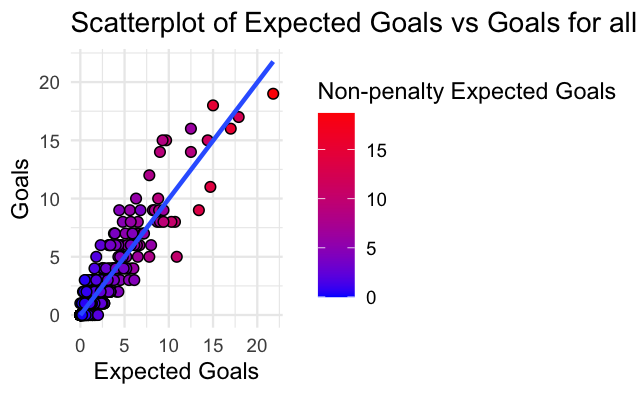 Scatterplot of Expected Goals vs Goals for all
Non-penalty Expected Goals
20
15
10
5
0
Goals
0 5 10 15 20
Expected Goals
15
10
5
0